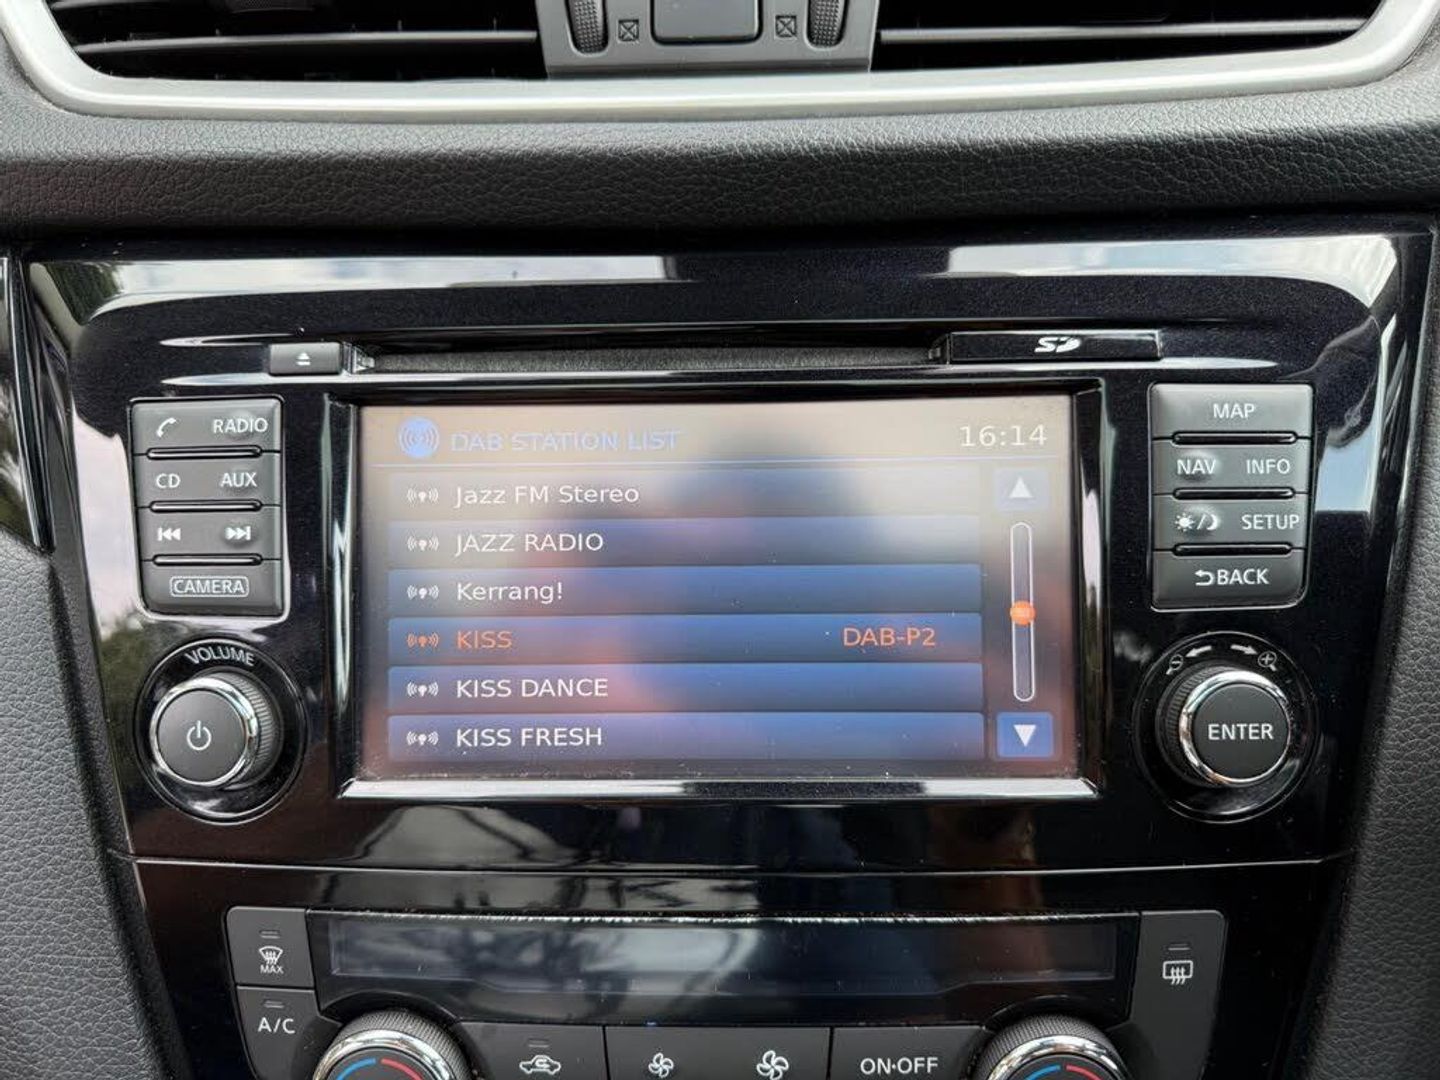 SD
RADIO
CD AUX
CAMERA
VOLUME
DAB STATION LIST 16:14
Jazz FM Stereo
JAZZ RADIO
Kerrang!
KISS DAB-P2
KISS DANCE
KISS FRESH
MAP
NAV INFO
SETUP
BACK
ENTER
MAX
A/C
ON•OFF